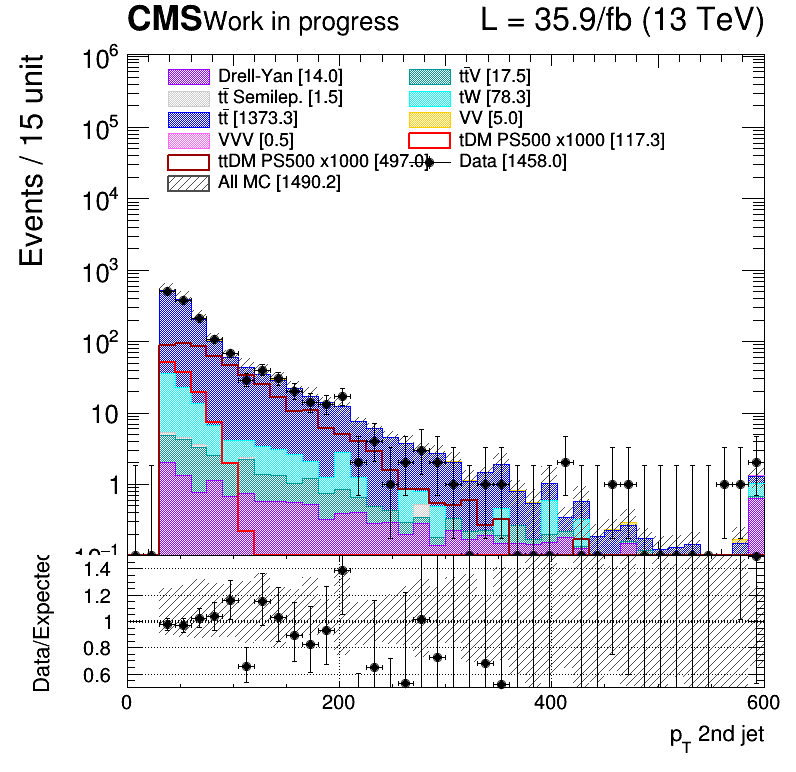 CMS Work in progress L = 35.9/fb (13 TeV)
Drell-Yan [14.0] tt̄V [17.5]
tt̄ Semilep. [1.5] tW [78.3]
tt̄ [1373.3] VV [5.0]
VVV [0.5] tDM PS500 x1000 [117.3]
ttDM PS500 x1000 [497.0] Data [1458.0]
All MC [1490.2]
Events / 15 unit
10⁶
10⁵
10⁴
10³
10²
10
1
10⁻¹
Data/Expected
1.4
1.2
1
0.8
0.6
0 200 400 600
p_T 2nd jet